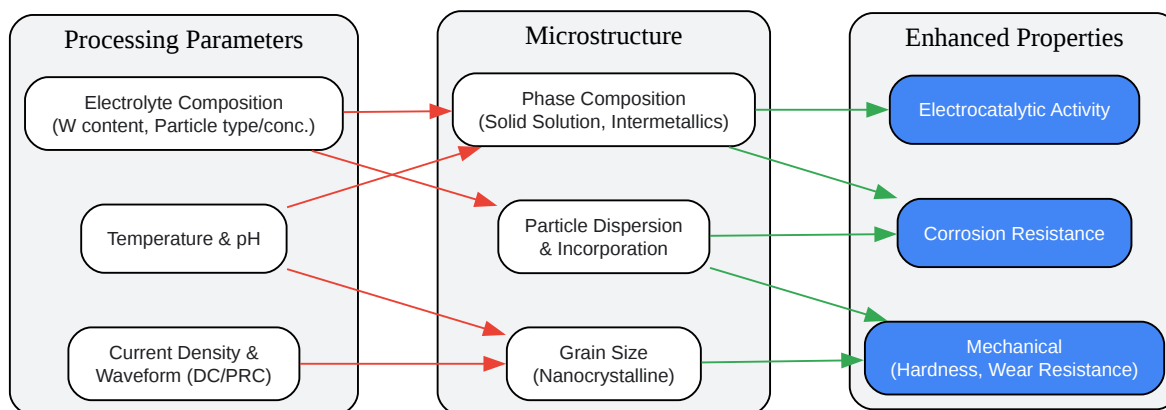 Processing Parameters
Electrolyte Composition
(W content, Particle type/conc.)
Temperature & pH
Current Density &
Waveform (DC/PRC)
Microstructure
Phase Composition
(Solid Solution, Intermetallics)
Particle Dispersion
& Incorporation
Grain Size
(Nanocrystalline)
Enhanced Properties
Electrocatalytic Activity
Corrosion Resistance
Mechanical
(Hardness, Wear Resistance)